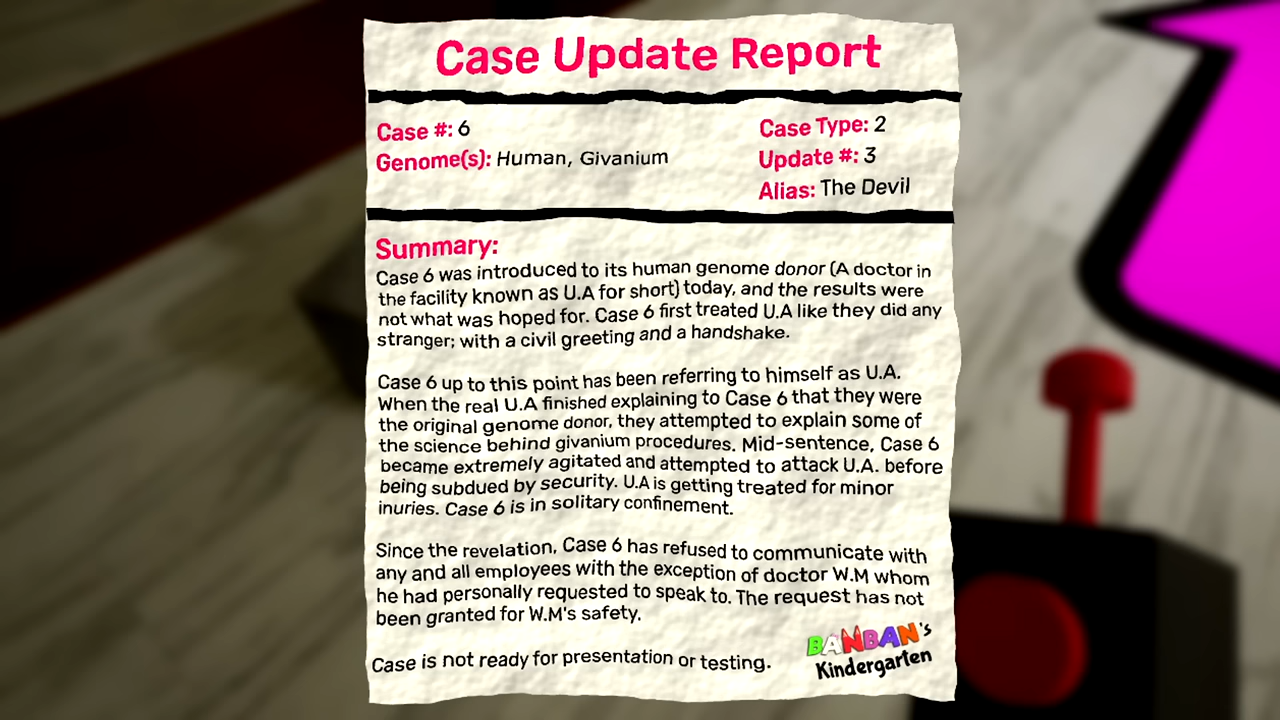 Case Update Report
Case #: 6
Case Type: 2
Genome(s): Human, Givanium
Update #: 3
Alias: The Devil
Summary:
Case 6 was introduced to its human genome donor (A doctor in
the facility known as U.A for short) today, and the results were
not what was hoped for. Case 6 first treated U.A like they did any
stranger; with a civil greeting and a handshake.
Case 6 up to this point has been referring to himself as U.A.
When the real U.A finished explaining to Case 6 that they were
the original genome donor, they attempted to explain some of
the science behind givanium procedures. Mid-sentence, Case 6
became extremely agitated and attempted to attack U.A. before
being subdued by security. U.A is getting treated for minor
inuries. Case 6 is in solitary confinement.
Since the revelation, Case 6 has refused to communicate with
any and all employees with the exception of doctor W.M whom
he had personally requested to speak to. The request has not
been granted for W.M's safety.
Case is not ready for presentation or testing.
BANBAN's
Kindergarten